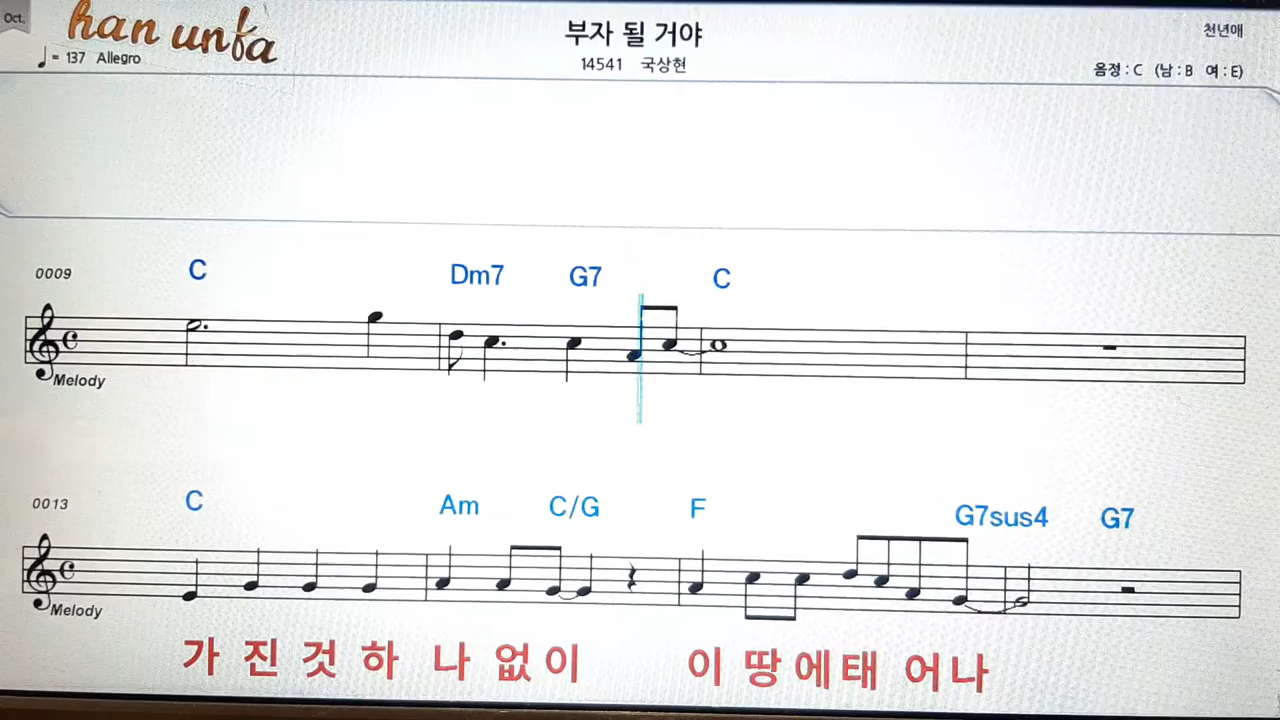 Oct.
han unfa
부자 될 거야
천년애
♩= 137 Allegro
14541 국상현
음정 : C (남 : B 여 : E)
0009
C Dm7 G7 C
Melody
0013
C Am C/G F G7sus4 G7
Melody
가 진 것 하 나 없 이 이 땅 에 태 어 나